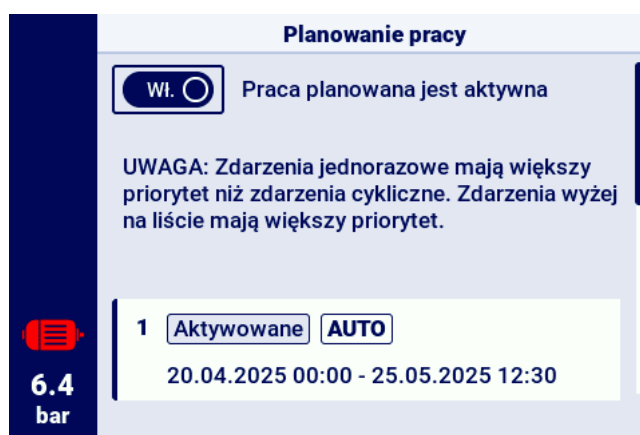 Planowanie pracy
Wł. Praca planowana jest aktywna
UWAGA: Zdarzenia jednorazowe mają większy
priorytet niż zdarzenia cykliczne. Zdarzenia wyżej
na liście mają większy priorytet.
1 Aktywowane AUTO
20.04.2025 00:00 - 25.05.2025 12:30
6.4
bar